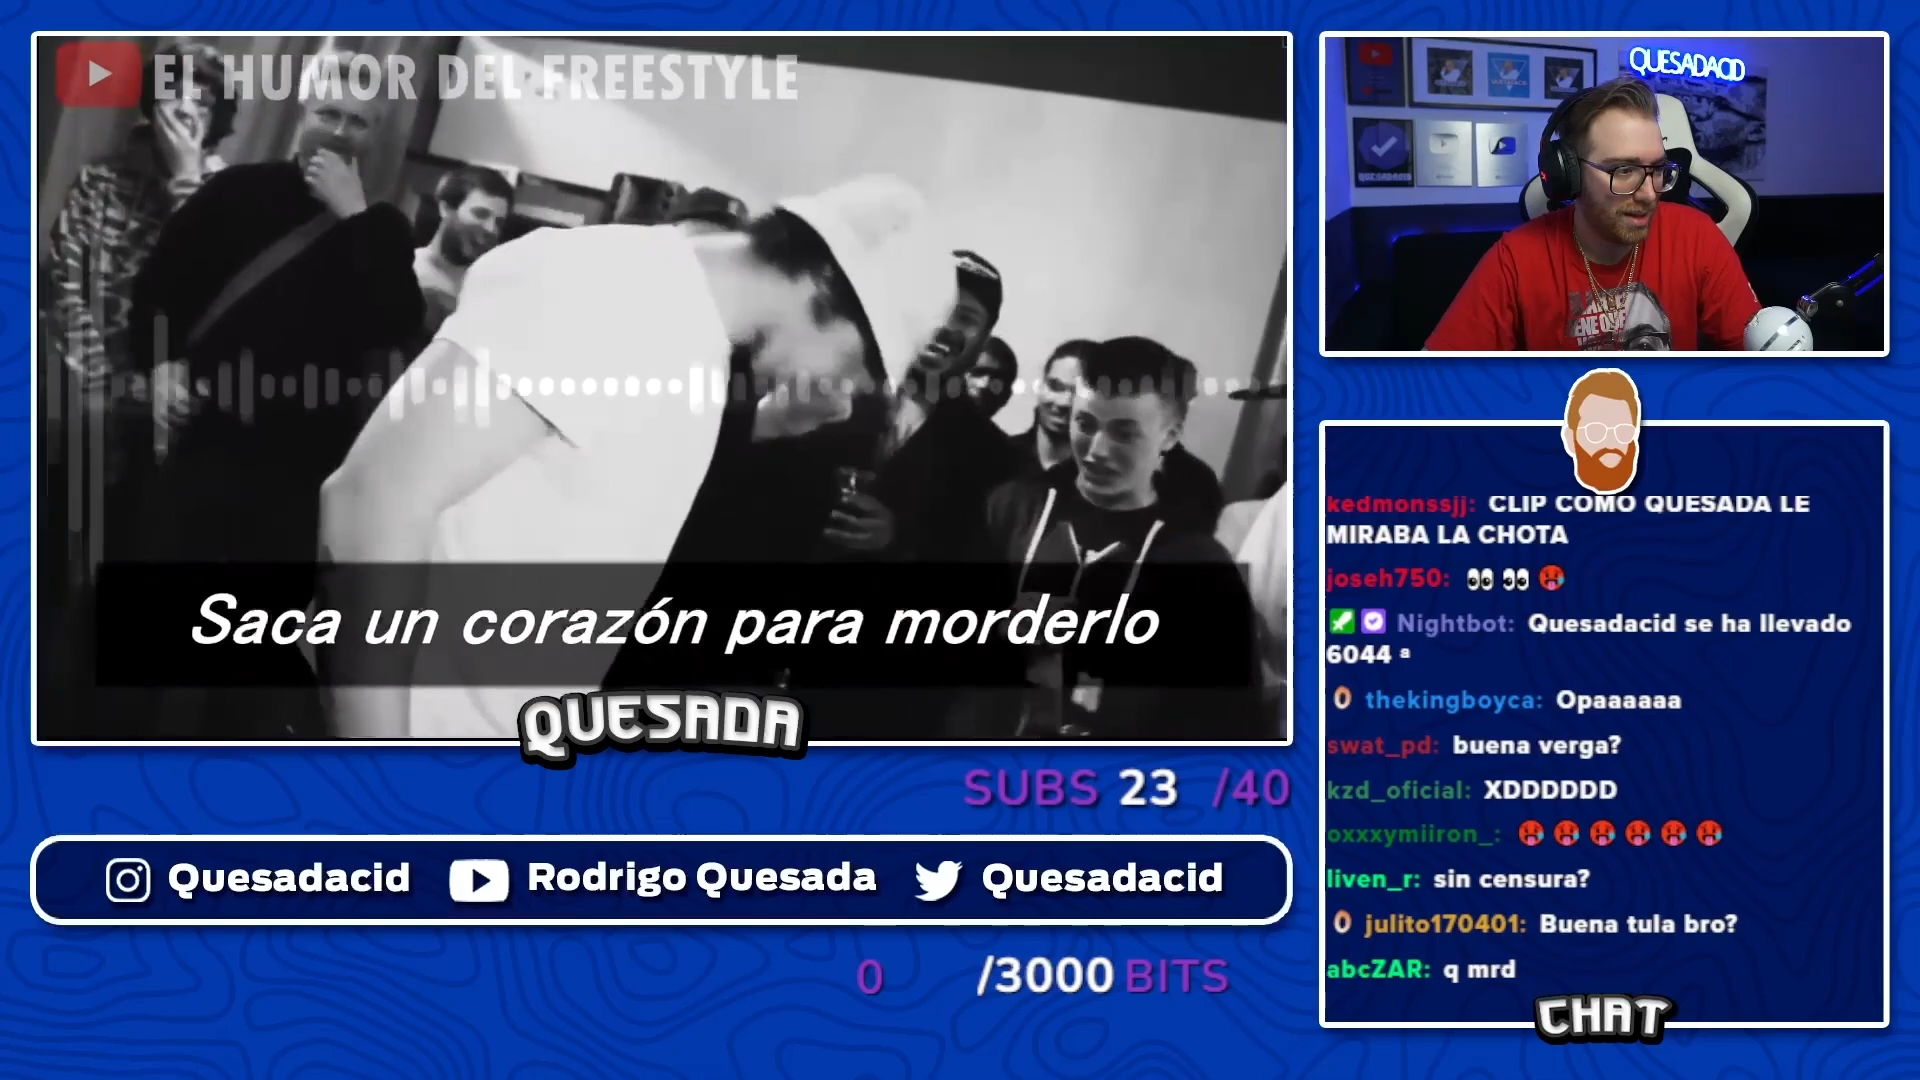 EL HUMOR DEL FREESTYLE
Saca un corazón para morderlo
QUESADA
QUESADACID
SUBS 23 /40
Quesadacid
Rodrigo Quesada
Quesadacid
0 /3000 BITS
kedmonssjj: CLIP COMO QUESADA LE
MIRABA LA CHOTA
joseh750:
Nightbot: Quesadacid se ha llevado
6044 ª
thekingboyca: Opaaaaaa
swat_pd: buena verga?
kzd_oficial: XDDDDDD
oxxxymiiron_:
liven_r: sin censura?
julito170401: Buena tula bro?
abcZAR: q mrd
CHAT